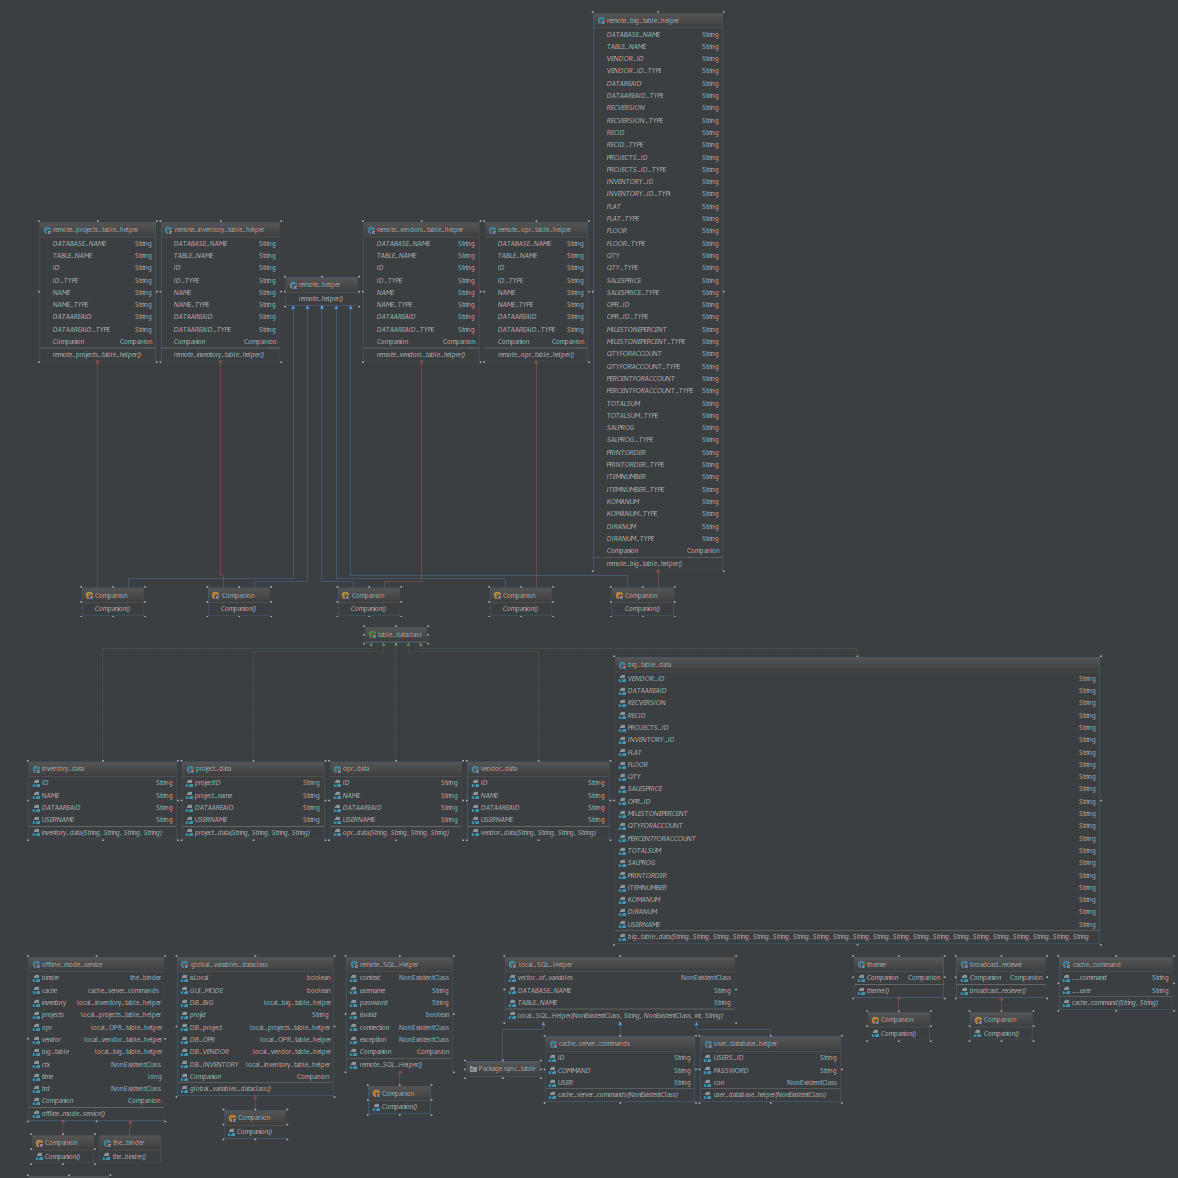 remote_big_table_helper
DATABASE_NAME String
TABLE_NAME String
VENDOR_ID String
VENDOR_ID_TYPE String
DATAREAID String
DATAAREAID_TYPE String
RECVERSION String
RECVERSION_TYPE String
RECID String
RECID_TYPE String
PROJECTS_ID String
PROJECTS_ID_TYPE String
INVENTORY_ID String
INVENTORY_ID_TYPE String
FLAT String
FLAT_TYPE String
FLOOR String
FLOOR_TYPE String
QTY String
QTY_TYPE String
SALESPRICE String
SALESPRICE_TYPE String
OPR_ID String
OPR_ID_TYPE String
MILESTONEPERCENT String
MILESTONEPERCENT_TYPE String
QTYFORACCOUNT String
QTYFORACCOUNT_TYPE String
PERCENTFORACCOUNT String
PERCENTFORACCOUNT_TYPE String
TOTALSUM String
TOTALSUM_TYPE String
SALPROG String
SALPROG_TYPE String
PRINTORDER String
PRINTORDER_TYPE String
ITEMNUMBER String
ITEMNUMBER_TYPE String
KOMANUM String
KOMANUM_TYPE String
DIRANUM String
DIRANUM_TYPE String
Companion Companion
remote_big_table_helper()
remote_projects_table_helper
DATABASE_NAME String
TABLE_NAME String
ID String
ID_TYPE String
NAME String
NAME_TYPE String
DATAAREAID String
DATAAREAID_TYPE String
Companion Companion
remote_projects_table_helper()
remote_inventory_table_helper
DATABASE_NAME String
TABLE_NAME String
ID String
ID_TYPE String
NAME String
NAME_TYPE String
DATAAREAID String
DATAAREAID_TYPE String
Companion Companion
remote_inventory_table_helper()
remote_helper
remote_helper()
remote_vendors_table_helper
DATABASE_NAME String
TABLE_NAME String
ID String
ID_TYPE String
NAME String
NAME_TYPE String
DATAAREAID String
DATAAREAID_TYPE String
Companion Companion
remote_vendors_table_helper()
remote_opr_table_helper
DATABASE_NAME String
TABLE_NAME String
ID String
ID_TYPE String
NAME String
NAME_TYPE String
DATAAREAID String
DATAAREAID_TYPE String
Companion Companion
remote_opr_table_helper()
Companion
Companion()
Companion
Companion()
Companion
Companion()
Companion
Companion()
Companion
Companion()
table_dataclass
big_table_data
VENDOR_ID String
DATAAREAID String
RECVERSION String
RECID String
PROJECTS_ID String
INVENTORY_ID String
FLAT String
FLOOR String
QTY String
SALESPRICE String
OPR_ID String
MILESTONEPERCENT String
QTYFORACCOUNT String
PERCENTFORACCOUNT String
TOTALSUM String
SALPROG String
PRINTORDER String
ITEMNUMBER String
KOMANUM String
DIRANUM String
USERNAME String
big_table_data(String, String, String, String, String, String, String, String, String, String, String, String, String, String, String, String, String, String, String, String, String)
inventory_data
ID String
NAME String
DATAAREAID String
USERNAME String
inventory_data(String, String, String, String)
project_data
projectID String
project_name String
DATAAREAID String
USERNAME String
project_data(String, String, String, String)
opr_data
ID String
NAME String
DATAAREAID String
USERNAME String
opr_data(String, String, String, String)
vendor_data
ID String
NAME String
DATAAREAID String
USERNAME String
vendor_data(String, String, String, String)
offline_mode_service
binder the_binder
cache cache_server_commands
inventory local_inventory_table_helper
projects local_projects_table_helper
opr local_OPR_table_helper
vendor local_vendor_table_helper
big_table local_big_table_helper
ctx NonExistentClass
time long
trd NonExistentClass
Companion Companion
offline_mode_service()
Companion
Companion()
the_binder
the_binder()
global_variables_dataclass
isLocal boolean
GUI_MODE boolean
DB_BIG local_big_table_helper
projid String
DB_project local_projects_table_helper
DB_OPR local_OPR_table_helper
DB_VENDOR local_vendor_table_helper
DB_INVENTORY local_inventory_table_helper
Companion Companion
global_variables_dataclass()
Companion
Companion()
remote_SQL_Helper
context NonExistentClass
username String
password String
isvalid boolean
connection NonExistentClass
exception NonExistentClass
Companion Companion
remote_SQL_Helper()
Companion
Companion()
local_SQL_Helper
vector_of_variables NonExistentClass
DATABASE_NAME String
TABLE_NAME String
local_SQL_Helper(NonExistentClass, String, NonExistentClass, int, String)
Package sync_table
cache_server_commands
ID String
COMMAND String
USER String
cache_server_commands(NonExistentClass)
user_database_helper
USERS_ID String
PASSWORD String
con NonExistentClass
user_database_helper(NonExistentClass)
themer
Companion Companion
themer()
Companion
Companion()
broadcast_reciever
Companion Companion
broadcast_reciever()
Companion
Companion()
cache_command
__command String
__user String
cache_command(String, String)